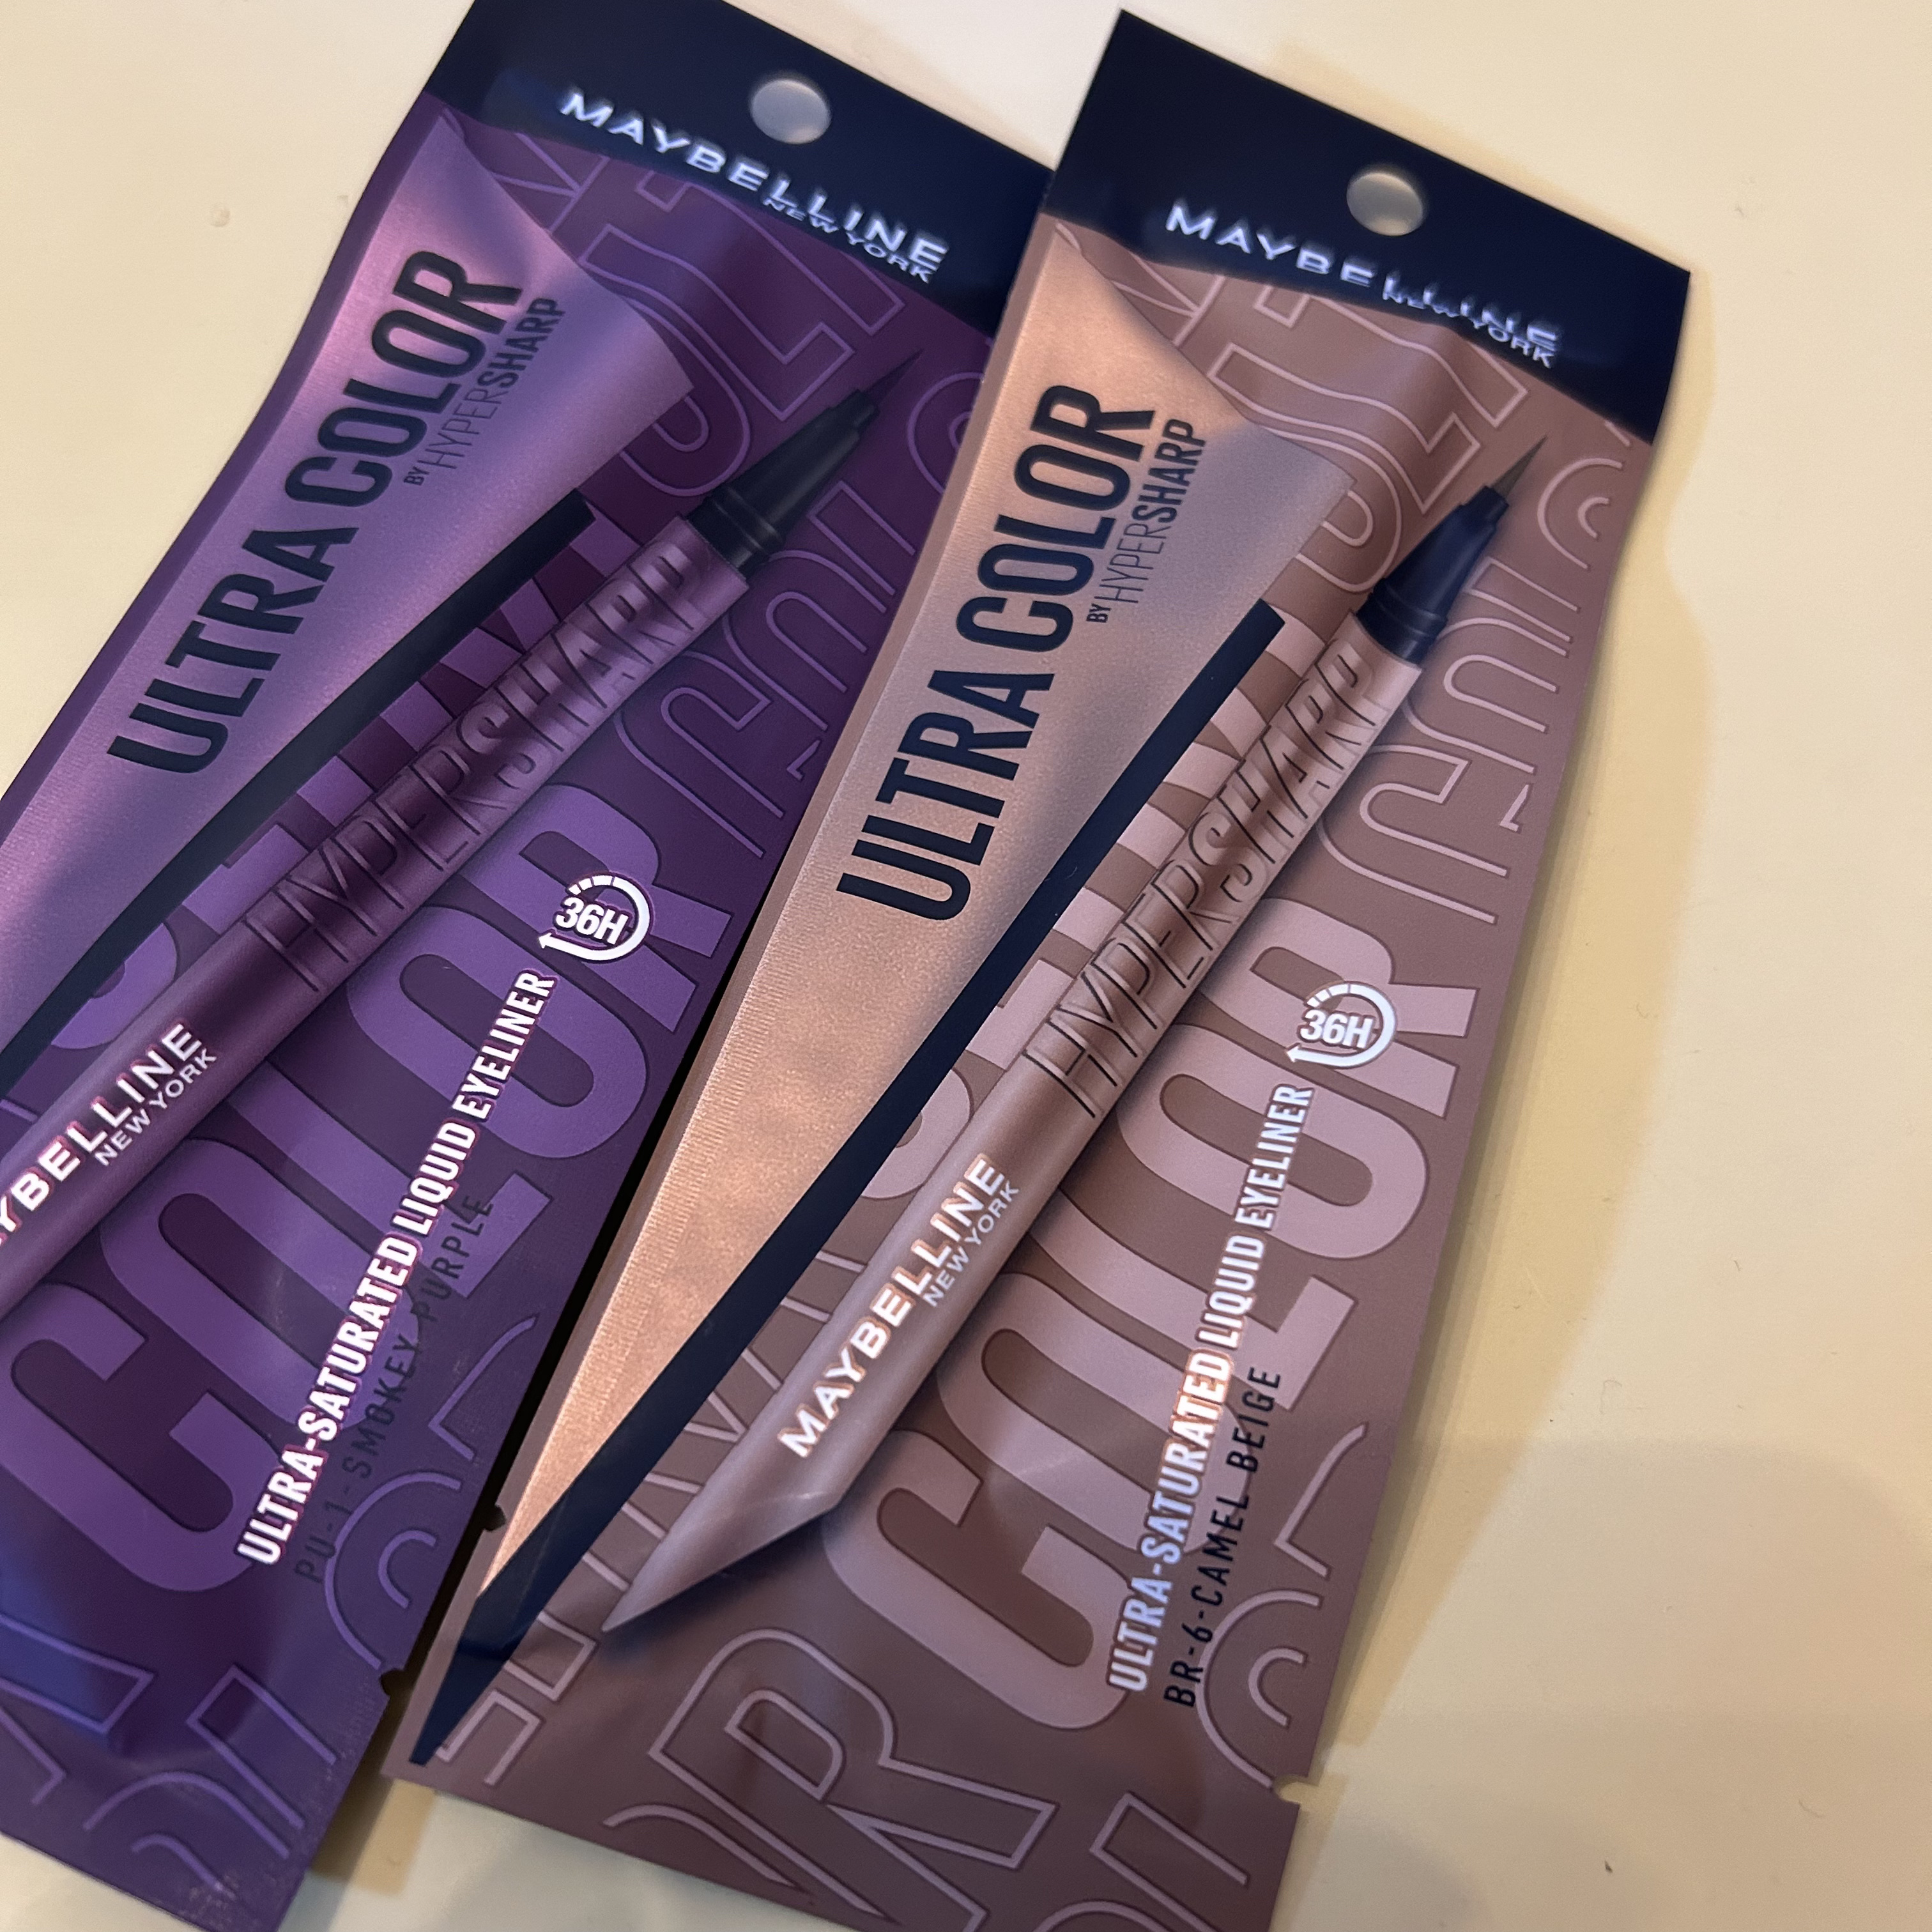 MAYBELLINE
NEW YORK
ULTRA COLOR
BY HYPERSHARP
HYPERSHARP
MAYBELLINE
NEW YORK
COLOR
36H
ULTRA-SATURATED LIQUID EYELINER
PU-1-SMOKEY PURPLE
MAYBELLINE
NEW YORK
ULTRA COLOR
BY HYPERSHARP
HYPERSHARP
MAYBELLINE
NEW YORK
COLOR
36H
ULTRA-SATURATED LIQUID EYELINER
BR-6-CAMEL BEIGE